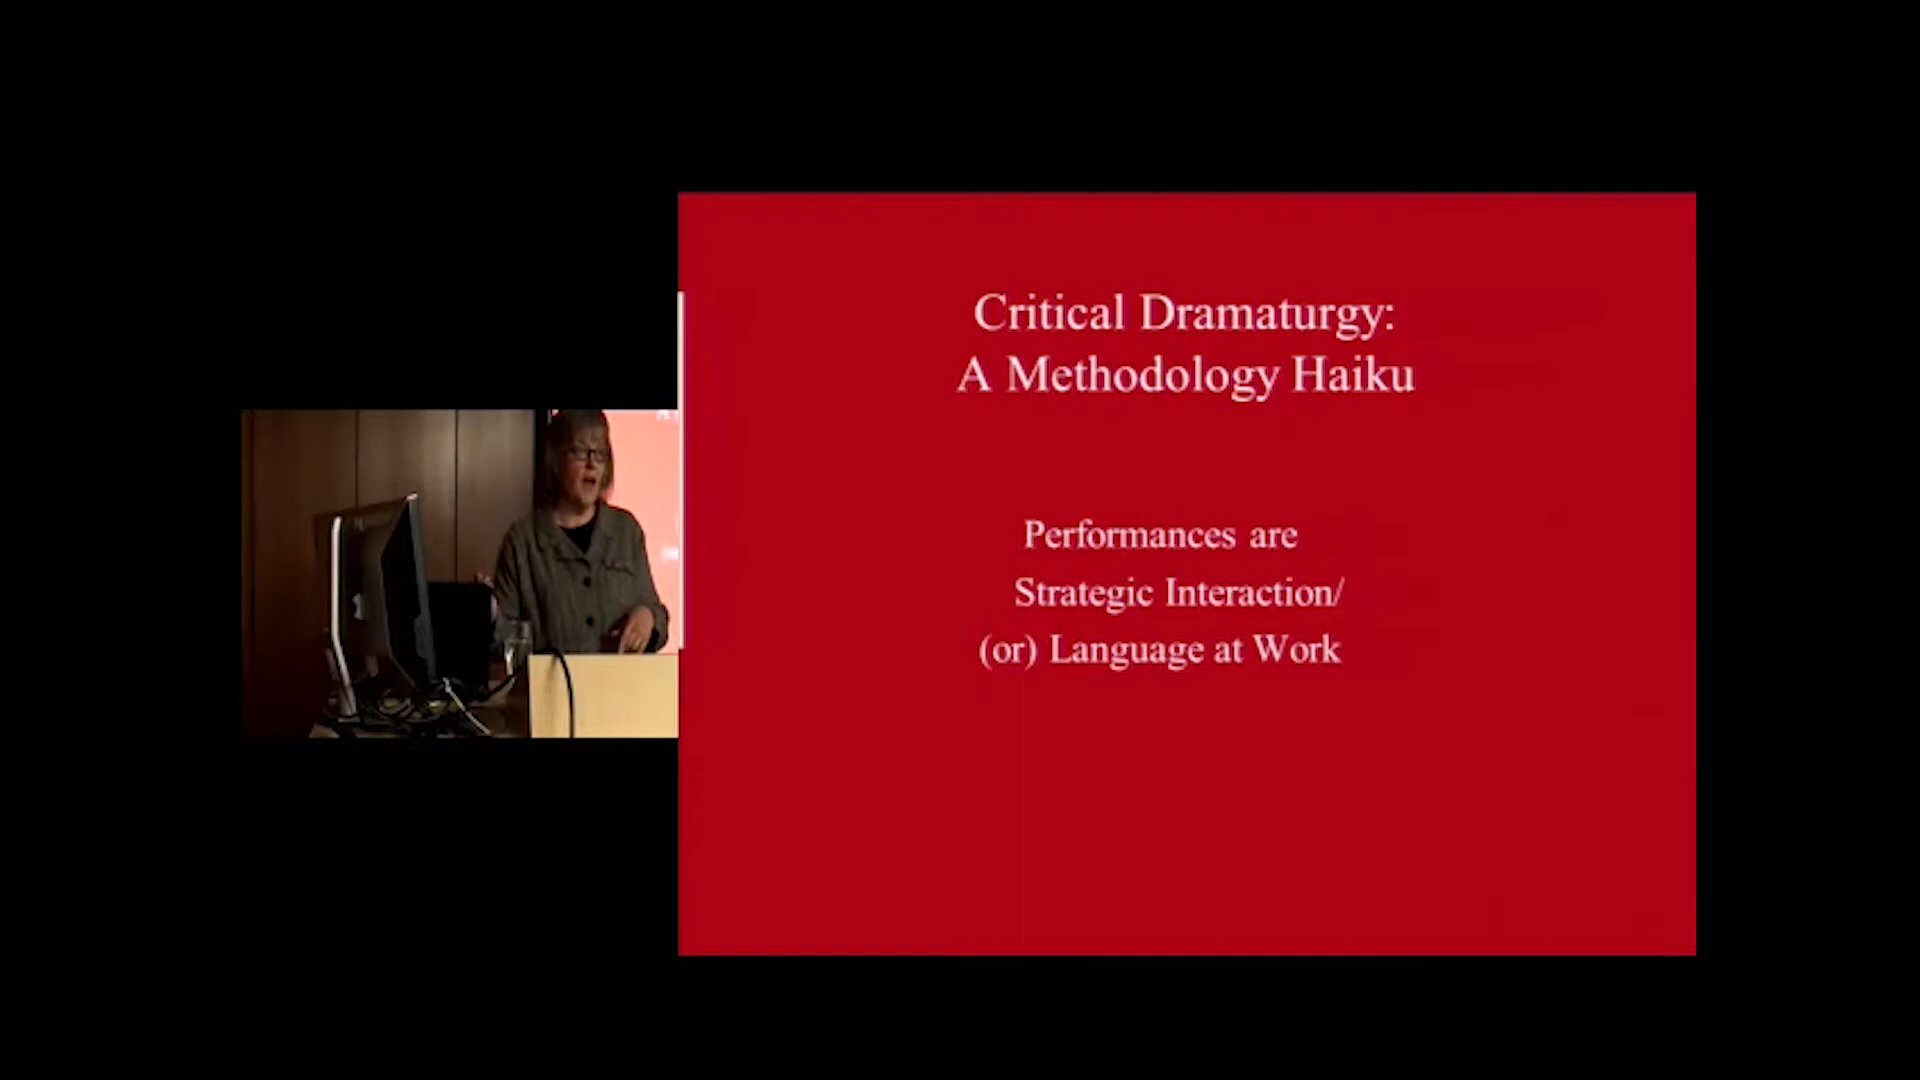 Critical Dramaturgy:
A Methodology Haiku
Performances are
Strategic Interaction/
(or) Language at Work